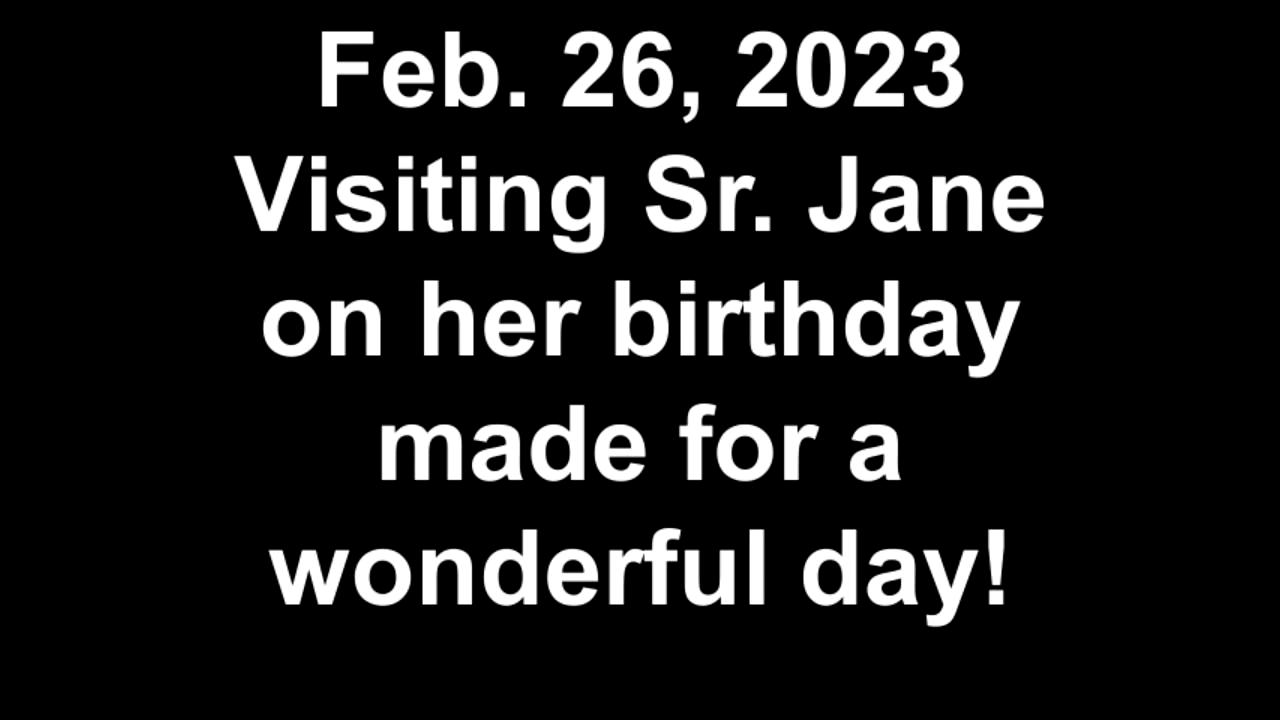 Feb. 26, 2023
Visiting Sr. Jane
on her birthday
made for a
wonderful day!